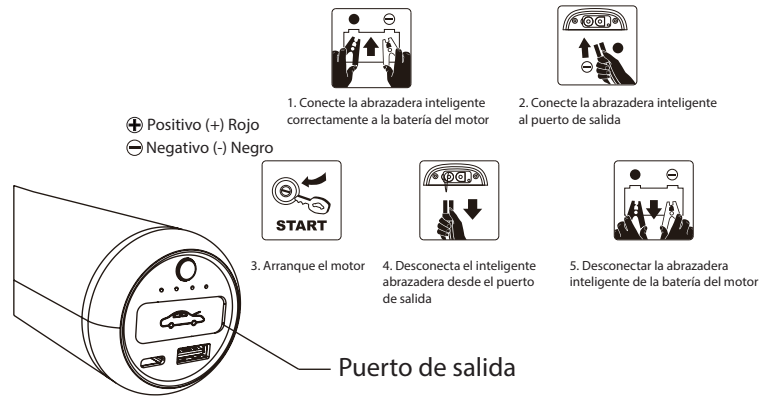 1. Conecte la abrazadera inteligente
correctamente a la batería del motor
2. Conecte la abrazadera inteligente
al puerto de salida
Positivo (+) Rojo
Negativo (-) Negro
START
3. Arranque el motor
4. Desconecta el inteligente
abrazadera desde el puerto
de salida
5. Desconectar la abrazadera
inteligente de la batería del motor
Puerto de salida